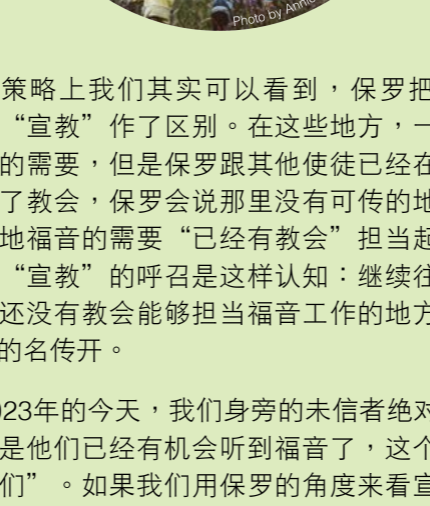 Photo by Annie
策略上我们其实可以看到，保罗把
“宣教”作了区别。在这些地方，一
的需要，但是保罗跟其他使徒已经在
了教会，保罗会说那里没有可传的地
地福音的需要“已经有教会”担当起
“宣教”的呼召是这样认知：继续往
还没有教会能够担当福音工作的地方
的名传开。
023年的今天，我们身旁的未信者绝对
是他们已经有机会听到福音了，这个
们”。如果我们用保罗的角度来看宣